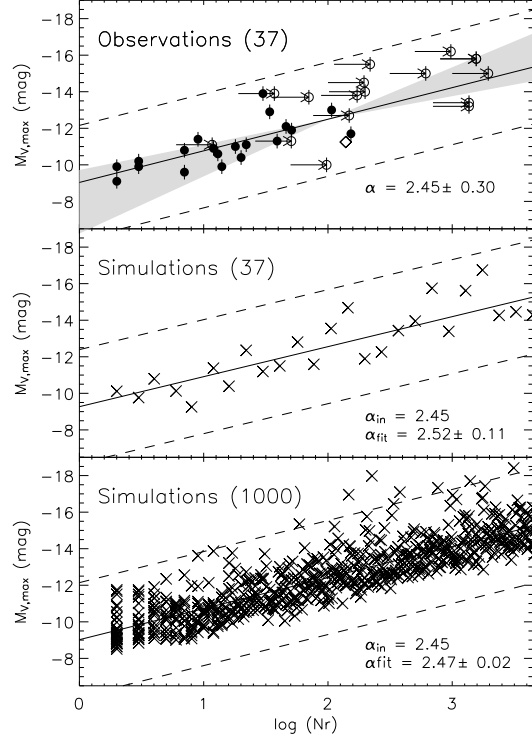 -18
-16
-14
-12
-10
-8
M_V,max (mag)
Observations (37)
α = 2.45± 0.30
-18
-16
-14
-12
-10
-8
M_V,max (mag)
Simulations (37)
α_in = 2.45
α_fit = 2.52± 0.11
-18
-16
-14
-12
-10
-8
M_V,max (mag)
Simulations (1000)
α_in = 2.45
αfit = 2.47± 0.02
0 1 2 3
log (Nr)